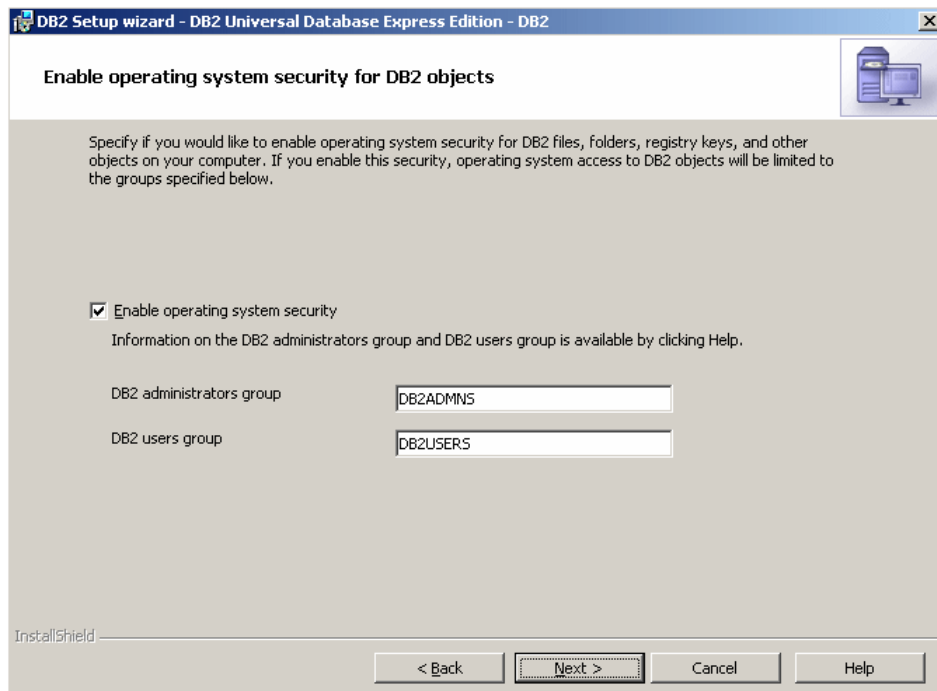 DB2 Setup wizard - DB2 Universal Database Express Edition - DB2
Enable operating system security for DB2 objects
Specify if you would like to enable operating system security for DB2 files, folders, registry keys, and other
objects on your computer. If you enable this security, operating system access to DB2 objects will be limited to
the groups specified below.
Enable operating system security
Information on the DB2 administrators group and DB2 users group is available by clicking Help.
DB2 administrators group DB2ADMNS
DB2 users group DB2USERS
InstallShield
< Back Next > Cancel Help